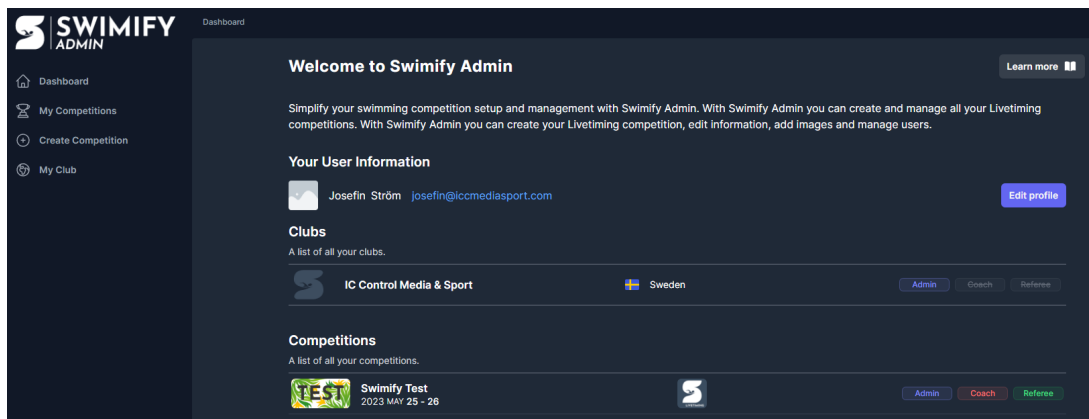 SWIMIFY
ADMIN
Dashboard
Dashboard
My Competitions
Create Competition
My Club
Welcome to Swimify Admin
Learn more
Simplify your swimming competition setup and management with Swimify Admin. With Swimify Admin you can create and manage all your Livetiming
competitions. With Swimify Admin you can create your Livetiming competition, edit information, add images and manage users.
Your User Information
Josefin Ström josefin@iccmediasport.com
Edit profile
Clubs
A list of all your clubs.
IC Control Media & Sport Sweden Admin Coach Referee
Competitions
A list of all your competitions.
TEST
Swimify Test
2023 MAY 25 - 26
Admin Coach Referee